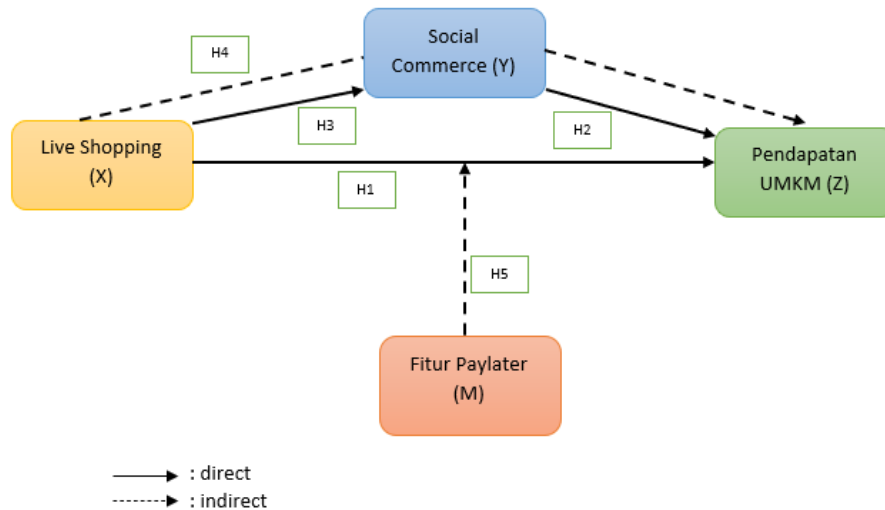 Social
Commerce (Y)
H4
H3
H2
Live Shopping
(X)
Pendapatan
UMKM (Z)
H1
H5
Fitur Paylater
(M)
: direct
: indirect